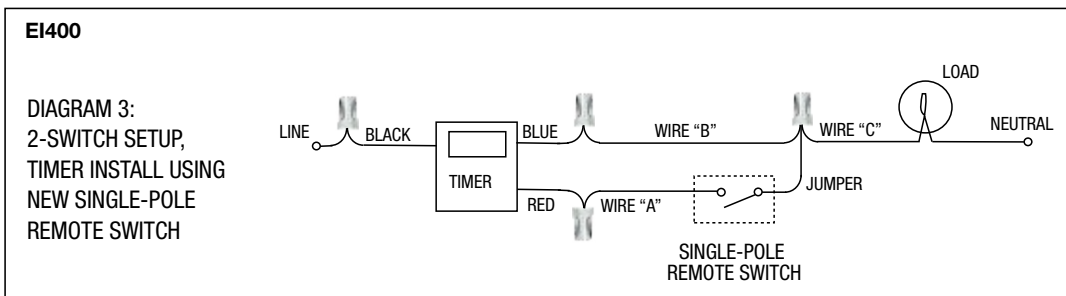 EI400
DIAGRAM 3:
2-SWITCH SETUP,
TIMER INSTALL USING
NEW SINGLE-POLE
REMOTE SWITCH
LINE
BLACK
TIMER
BLUE
RED
WIRE “B”
WIRE “A”
WIRE “C”
JUMPER
LOAD
NEUTRAL
SINGLE-POLE
REMOTE SWITCH